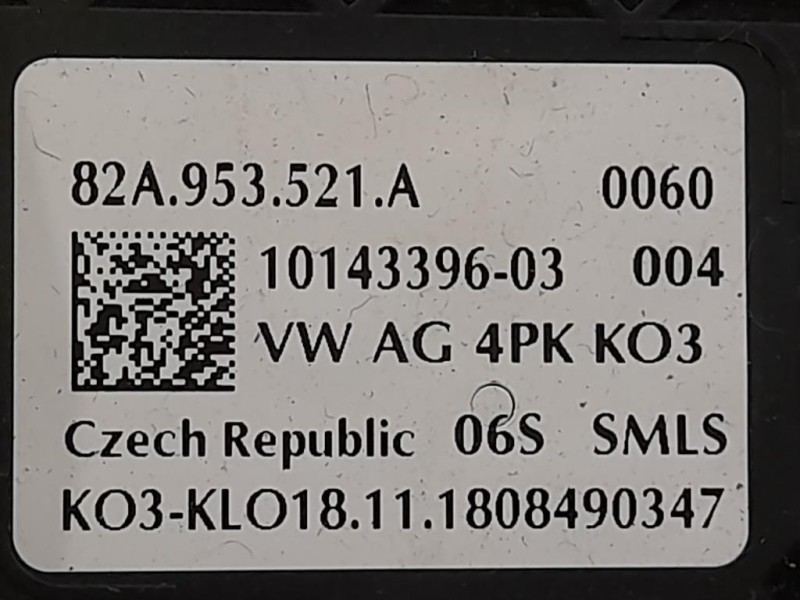 82A.953.521.A 0060
10143396-03 004
VW AG 4PK KO3
Czech Republic 06S SMLS
KO3-KLO18.11.1808490347